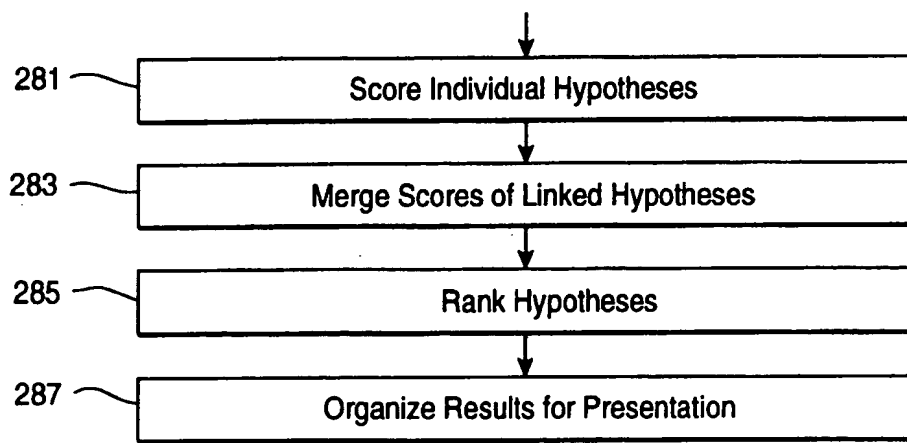 281 Score Individual Hypotheses
283 Merge Scores of Linked Hypotheses
285 Rank Hypotheses
287 Organize Results for Presentation